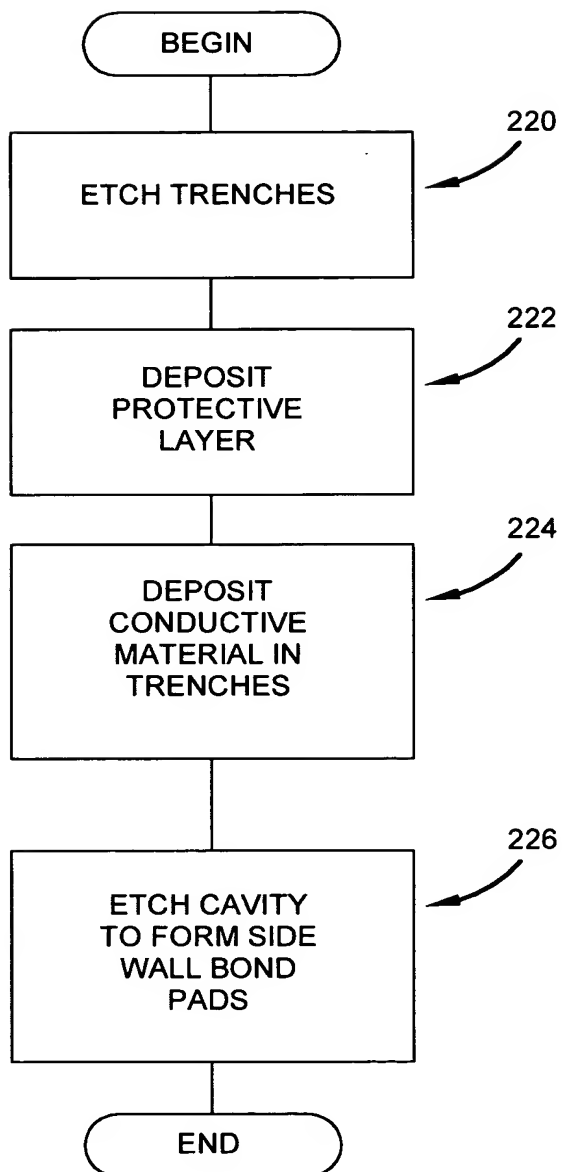 BEGIN
220
ETCH TRENCHES
222
DEPOSIT
PROTECTIVE
LAYER
224
DEPOSIT
CONDUCTIVE
MATERIAL IN
TRENCHES
226
ETCH CAVITY
TO FORM SIDE
WALL BOND
PADS
END